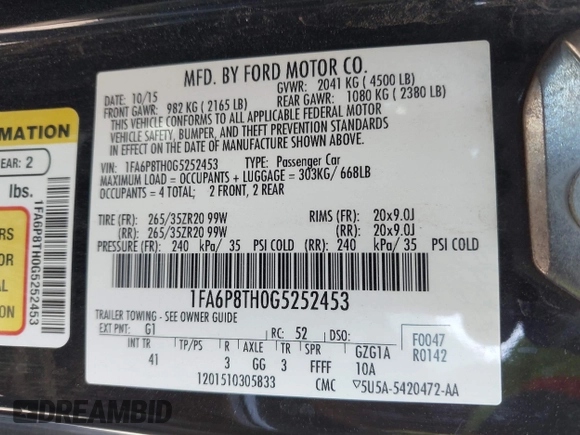 MFD. BY FORD MOTOR CO.
DATE: 10/15 GVWR: 2041 KG ( 4500 LB)
FRONT GAWR: 982 KG ( 2165 LB) REAR GAWR: 1080 KG ( 2380 LB)
THIS VEHICLE CONFORMS TO ALL APPLICABLE FEDERAL MOTOR
VEHICLE SAFETY, BUMPER, AND THEFT PREVENTION STANDARDS IN
EFFECT ON THE DATE OF MANUFACTURE SHOWN ABOVE.
VIN: 1FA6P8TH0G5252453 TYPE: Passenger Car
MAXIMUM LOAD = OCCUPANTS + LUGGAGE = 303KG/ 668LB
OCCUPANTS = 4 TOTAL; 2 FRONT, 2 REAR
TIRE (FR): 265/35ZR20 99W RIMS (FR): 20x9.0J
(RR): 265/35ZR20 99W (RR): 20x9.0J
PRESSURE (FR): 240 kPa/ 35 PSI COLD (RR): 240 kPa/ 35 PSI COLD
1FA6P8TH0G5252453
TRAILER TOWING - SEE OWNER GUIDE
EXT PNT: G1 RC: 52 DSO:
F0047
R0142
INT TR TP/PS R AXLE TR SPR GZG1A
41 3 GG 3 FFFF 10A
1201510305833 CMC ▽5U5A-5420472-AA
MATION
EAR: 2
lbs.
1FA6P8TH0G5252453
RS
R
DREAMBID